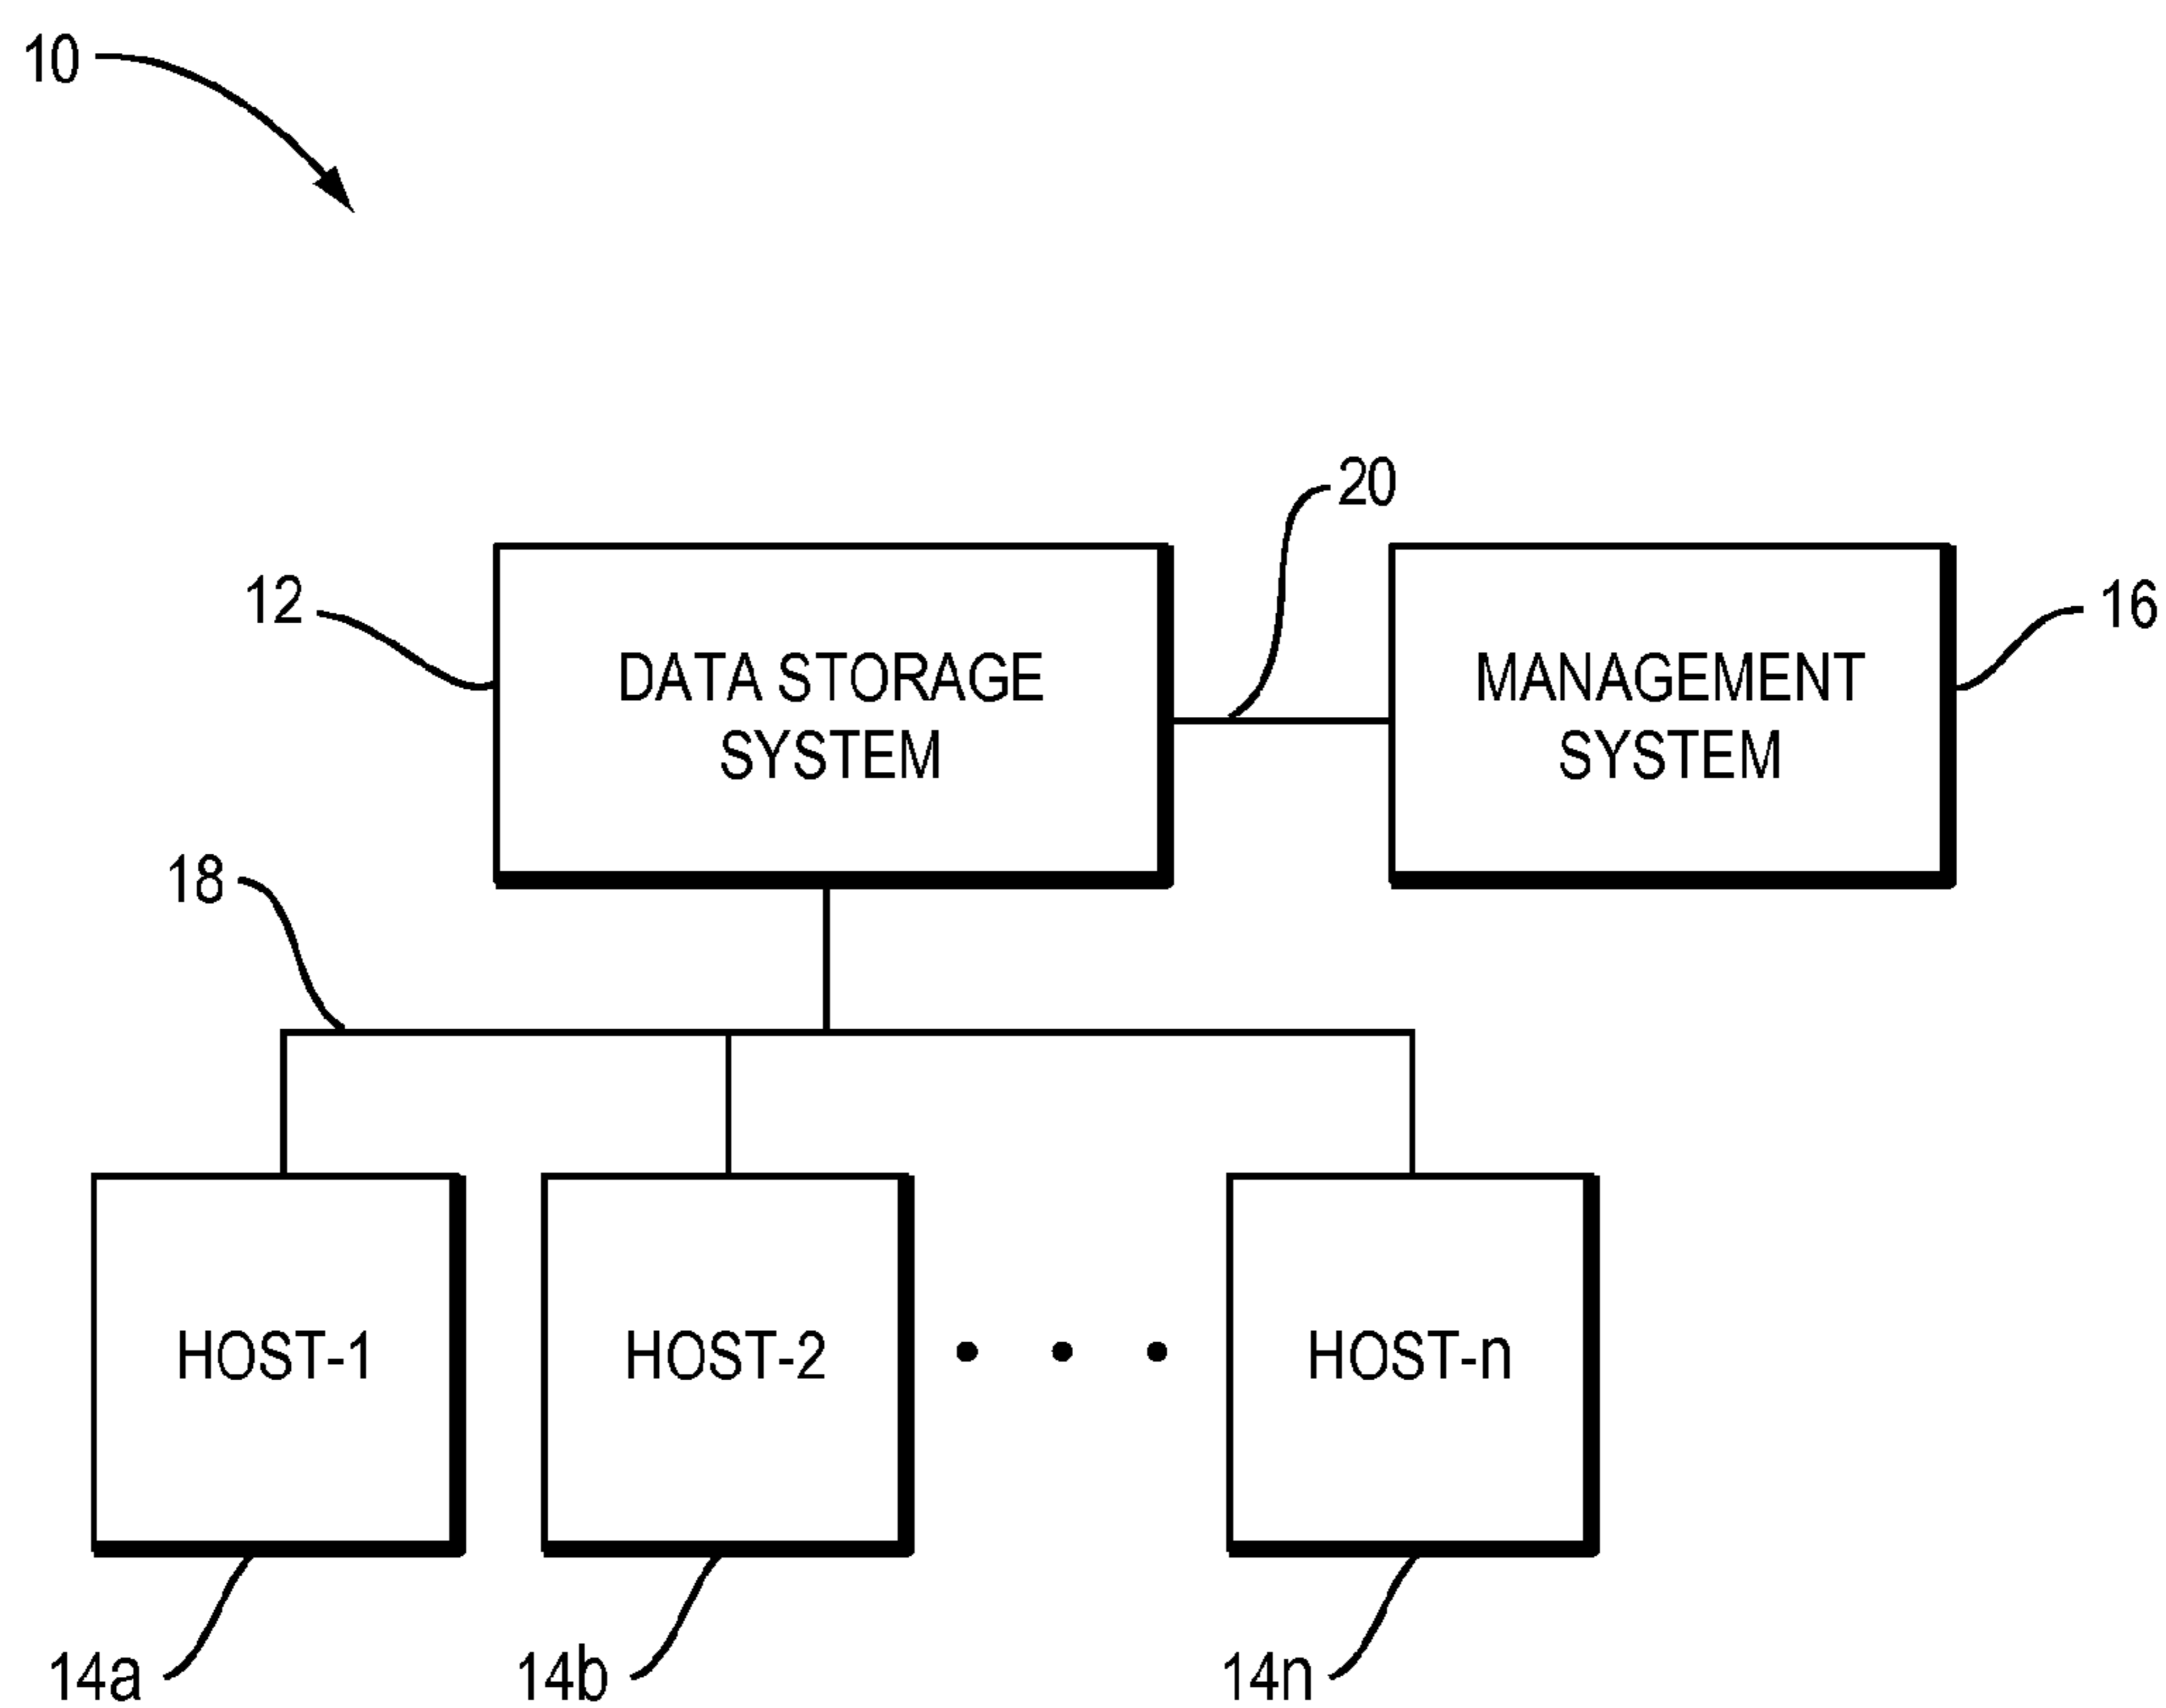 10
20
12
16
DATA STORAGE
SYSTEM
MANAGEMENT
SYSTEM
18
HOST-1
HOST-2
HOST-n
14a
14b
14n